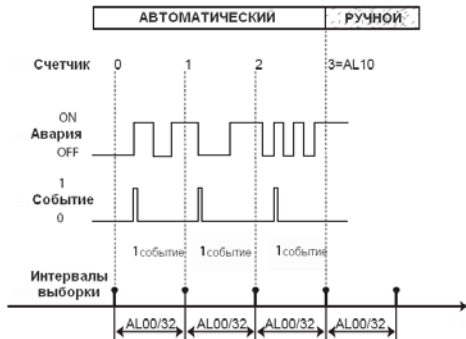 АВТОМАТИЧЕСКИЙ РУЧНОЙ
Счетчик 0 1 2 3=AL10
ON
Авария
OFF
1
Событие
0
1событие 1событие 1событие
Интервалы
выборки
AL00/32 AL00/32 AL00/32 AL00/32